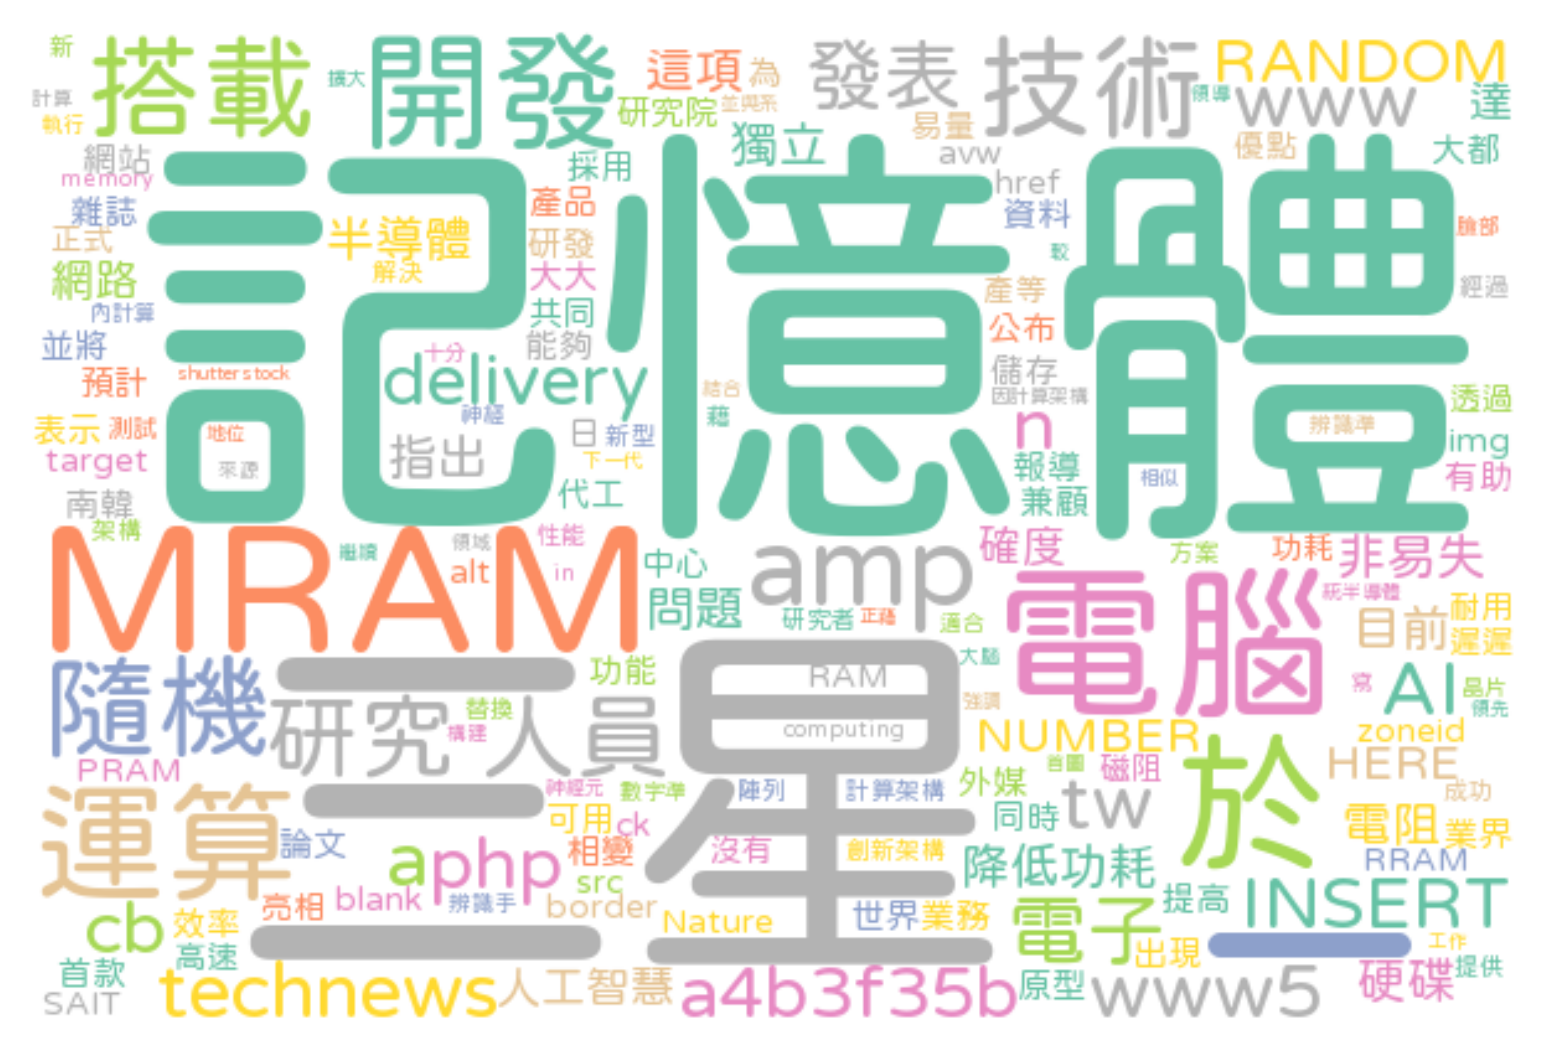 新
搭載
擴大
開發
這項
為
發表
技術
RANDOM
計算
執行
研究院
並與系
易量
領導
www
達
網站
memory
採用
獨立
avw
優點
大都
記憶體
雜誌
正式
半導體
解決
產品
研發
href
資料
臉部
網路
大大
較
產等
經過
內計算
共同
公布
並將
十分
能夠
儲存
預計
shutterstock
delivery
結合
因計算架構
透過
表示
測試
地位
神經
日
新型
藉
n
辨識準
img
target
來源
指出
下一代
報導
相似
有助
南韓
代工
兼顧
架構
MRAM
繼續
領域
性能
中心
amp
確度
方案
功耗
非易失
alt
in
問題
研究者
正藉
適合
電腦
統半導體
目前
耐用
遲遲
隨機
三星
功能
RAM
大腦
寫
AI
晶片
領先
研究人員
替換
構建
computing
強調
NUMBER
zoneid
PRAM
首圖
磁阻
於
HERE
運算
神經元
數字準
陣列
計算架構
外媒
成功
論文
可用
ck
同時
tw
電阻
業界
a
php
相變
沒有
創新架構
降低功耗
RRAM
cb
效率
亮相
blank
辨識手
src
border
Nature
世界
業務
電子
提高
INSERT
高速
出現
一
工作
首款
SAIT
technews
人工智慧
a4b3f35b
原型
www5
硬碟
提供